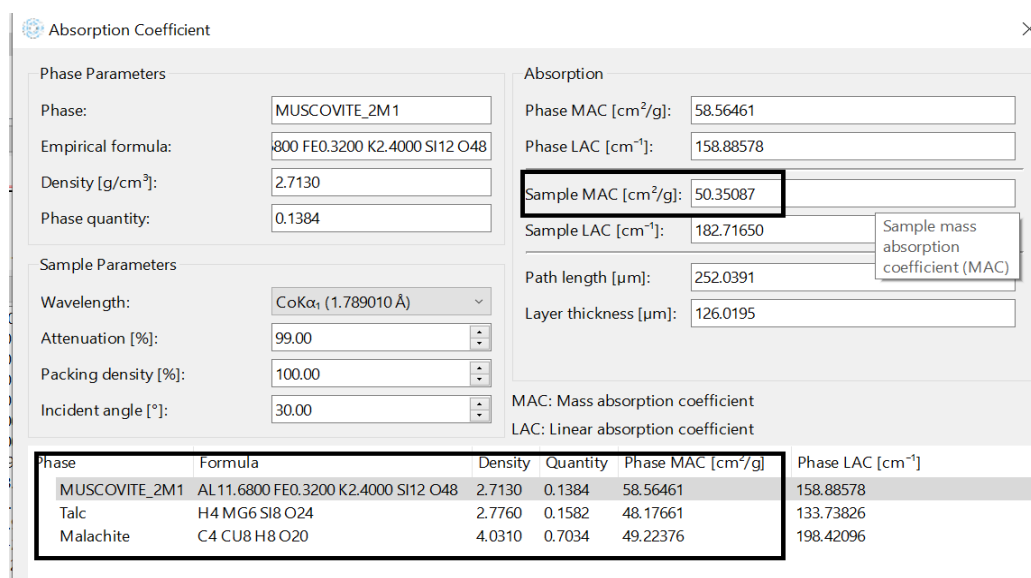 Absorption Coefficient
Phase Parameters
Phase: MUSCOVITE_2M1
Empirical formula: 800 FE0.3200 K2.4000 SI12 O48
Density [g/cm³]: 2.7130
Phase quantity: 0.1384
Sample Parameters
Wavelength: CoKα₁ (1.789010 Å)
Attenuation [%]: 99.00
Packing density [%]: 100.00
Incident angle [°]: 30.00
Absorption
Phase MAC [cm²/g]: 58.56461
Phase LAC [cm⁻¹]: 158.88578
Sample MAC [cm²/g]: 50.35087
Sample LAC [cm⁻¹]: 182.71650
Sample mass
absorption
coefficient (MAC)
Path length [µm]: 252.0391
Layer thickness [µm]: 126.0195
MAC: Mass absorption coefficient
LAC: Linear absorption coefficient
Phase Formula Density Quantity Phase MAC [cm²/g] Phase LAC [cm⁻¹]
MUSCOVITE_2M1 AL11.6800 FE0.3200 K2.4000 SI12 O48 2.7130 0.1384 58.56461 158.88578
Talc H4 MG6 SI8 O24 2.7760 0.1582 48.17661 133.73826
Malachite C4 CU8 H8 O20 4.0310 0.7034 49.22376 198.42096